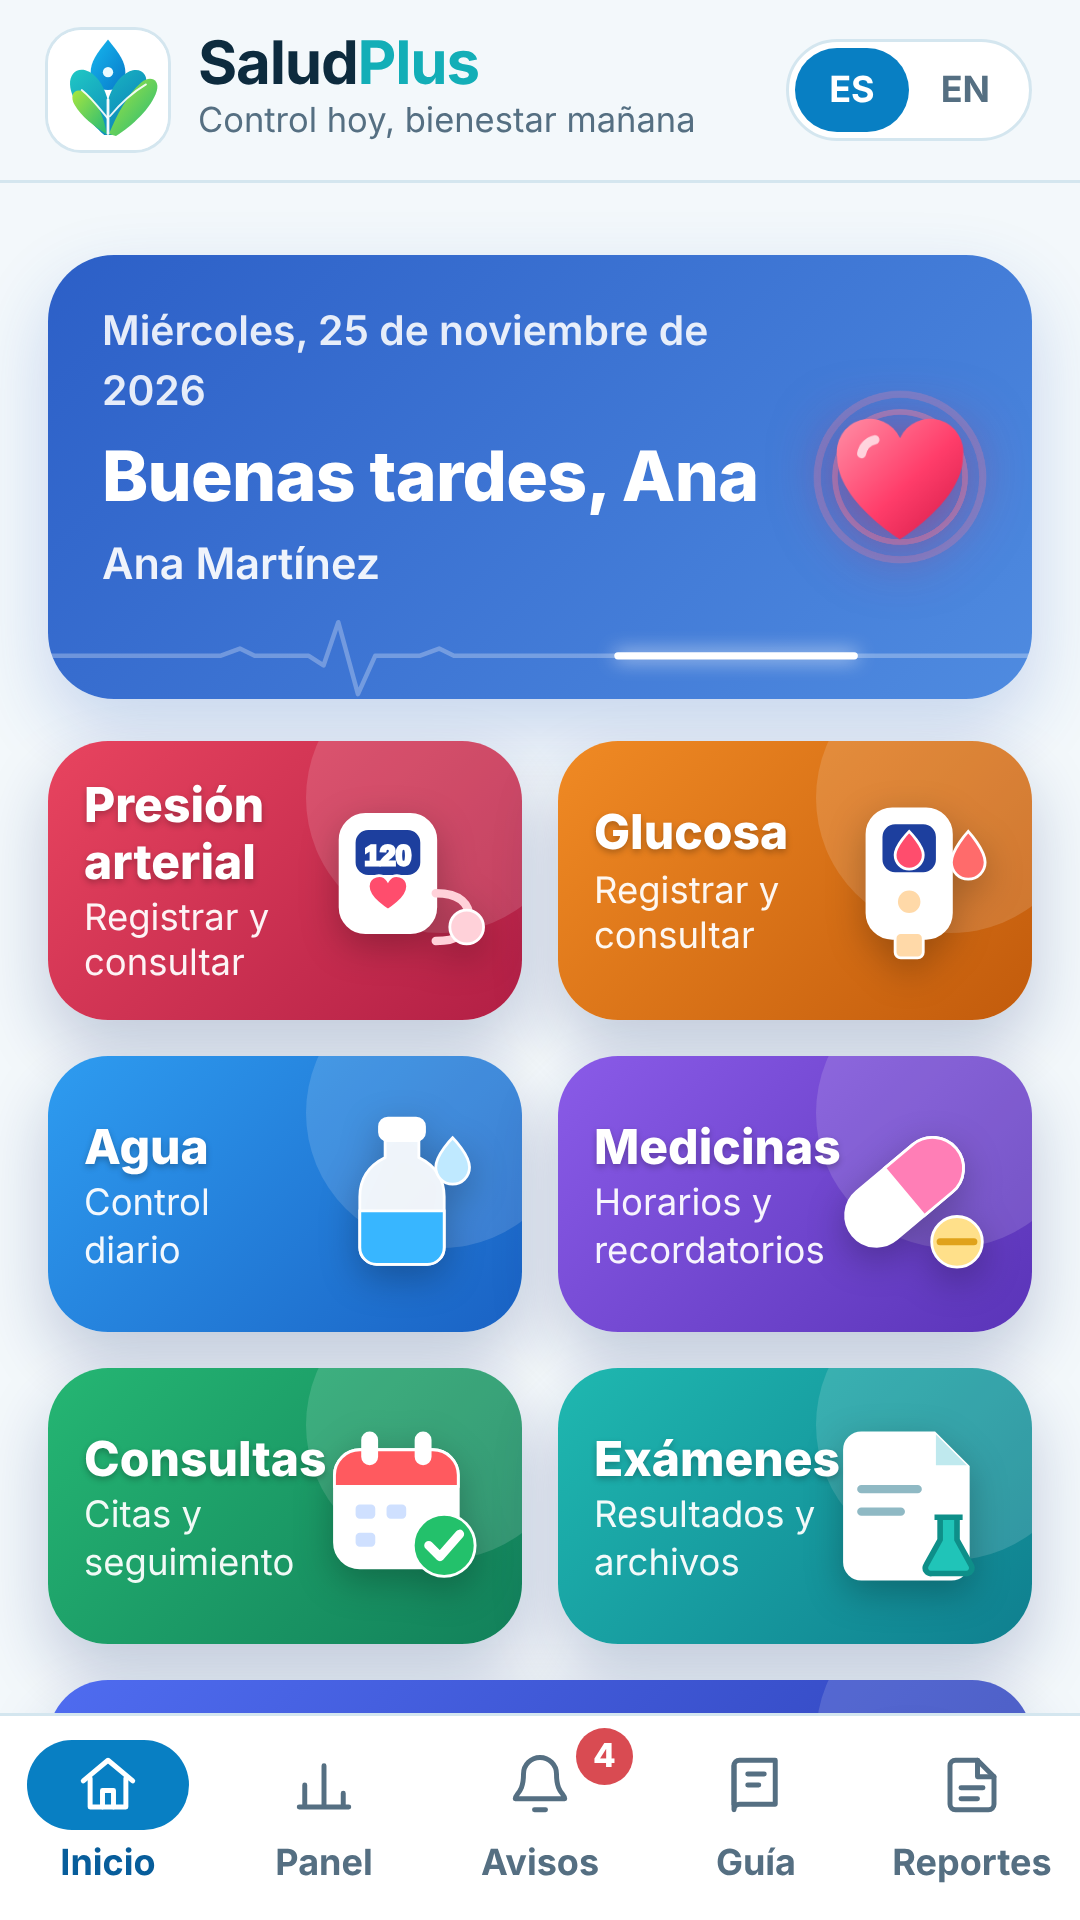 SaludPlus
Control hoy, bienestar mañana
ES
EN
Miércoles, 25 de noviembre de
2026
Buenas tardes, Ana
Ana Martínez
Presión
arterial
Registrar y
consultar
120
Glucosa
Registrar y
consultar
Agua
Control
diario
Medicinas
Horarios y
recordatorios
Consultas
Citas y
seguimiento
Exámenes
Resultados y
archivos
4
Inicio
Panel
Avisos
Guía
Reportes